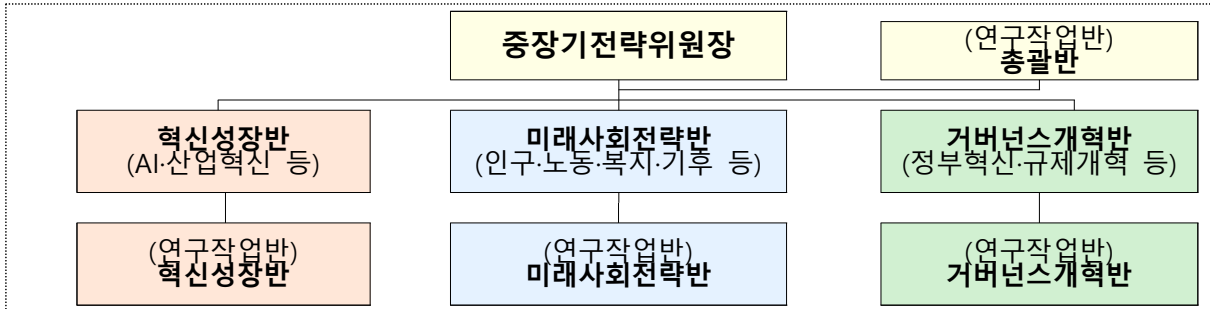 중장기전략위원장
(연구작업반)
총괄반
혁신성장반
(AI·산업혁신 등)
미래사회전략반
(인구·노동·복지·기후 등)
거버넌스개혁반
(정부혁신·규제개혁 등)
(연구작업반)
혁신성장반
(연구작업반)
미래사회전략반
(연구작업반)
거버넌스개혁반